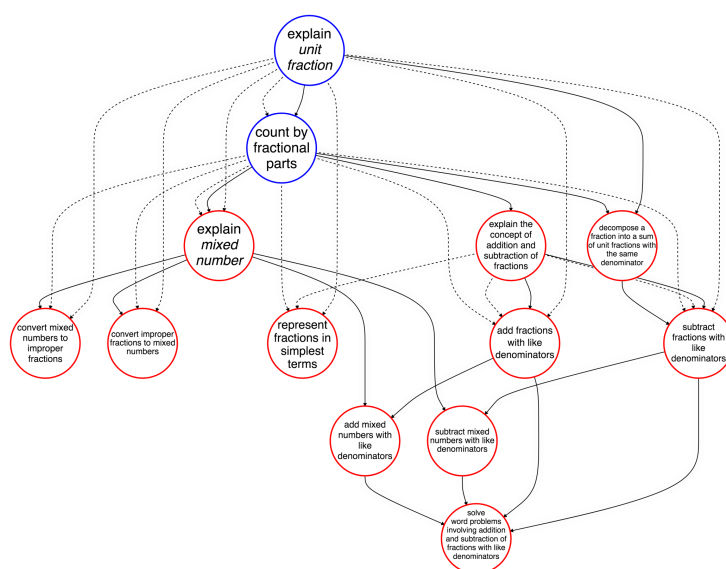 explain
unit
fraction
count by
fractional
parts
explain
mixed
number
explain the
concept of
addition and
subtraction of
fractions
decompose a
fraction into a sum
of unit fractions with
the same
denominator
convert mixed
numbers to
improper
fractions
convert improper
fractions to mixed
numbers
represent
fractions in
simplest
terms
add fractions
with like
denominators
subtract
fractions with
like
denominators
add mixed
numbers with
like
denominators
subtract mixed
numbers with like
denominators
solve
word problems
involving addition
and subtraction of
fractions with like
denominators